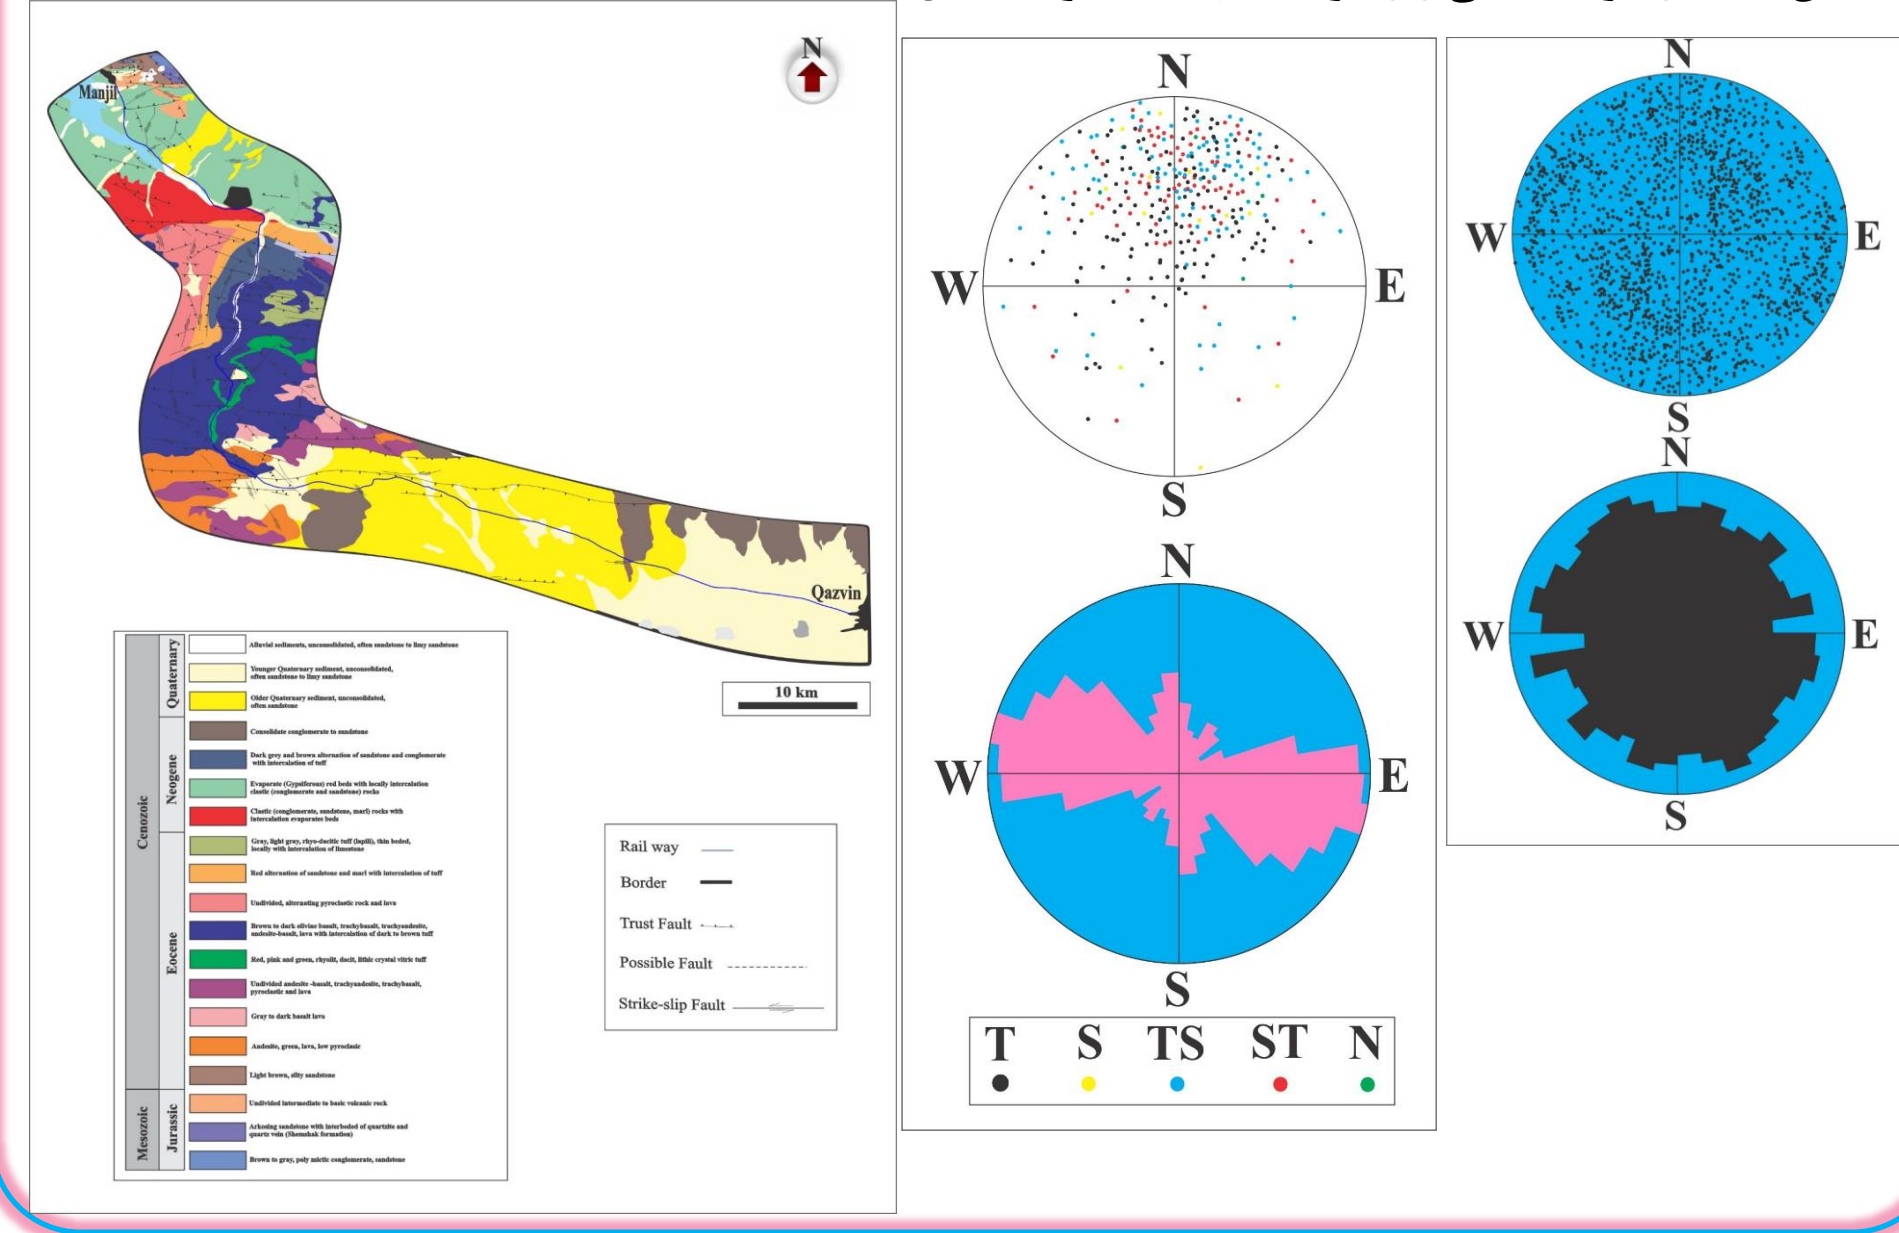 N
Manjil
Qazvin
10 km
Cenozoic
Mesozoic
Quaternary
Neogene
Eocene
Jurassic
Alluvial sediments, unconsolidated, often sandstone to limy sandstone
Younger Quaternary sediment, unconsolidated,
often sandstone to limy sandstone
Older Quaternary sediment, unconsolidated,
often sandstone
Consolidate conglomerate to sandstone
Dark grey and brown alternation of sandstone and conglomerate
with intercalation of tuff
Evaporate (Gypsiferous) red beds with locally intercalation
clastic (conglomerate and sandstone) rocks
Clastic (conglomerate, sandstone, marl) rocks with
intercalation evaporates beds
Gray, light gray, rhyo-dacitic tuff (lapili), thin beded,
locally with intercalation of limestone
Red alternation of sandstone and marl with intercalation of tuff
Undivided, alternating pyroclastic rock and lava
Brown to dark olivine basalt, trachybasalt, trachyandesite,
andesite-basalt, lava with intercalation of dark to brown tuff
Red, pink and green, rhyolit, dacit, lithic crystal vitric tuff
Undivided andesite -basalt, trachyandesite, trachybasalt,
pyroclastic and lava
Gray to dark basalt lava
Andesite, green, lava, low pyroclasic
Light brown, silty sandstone
Undivided intermediate to basic volcanic rock
Arkosing sandstone with interbeded of quartzite and
quartz vein (Shemshak formation)
Brown to gray, poly mictic conglomerate, sandstone
Rail way
Border
Trust Fault
Possible Fault
Strike-slip Fault
N
W E
S
N
W E
S
T S TS ST N
N
W E
S
N
W E
S